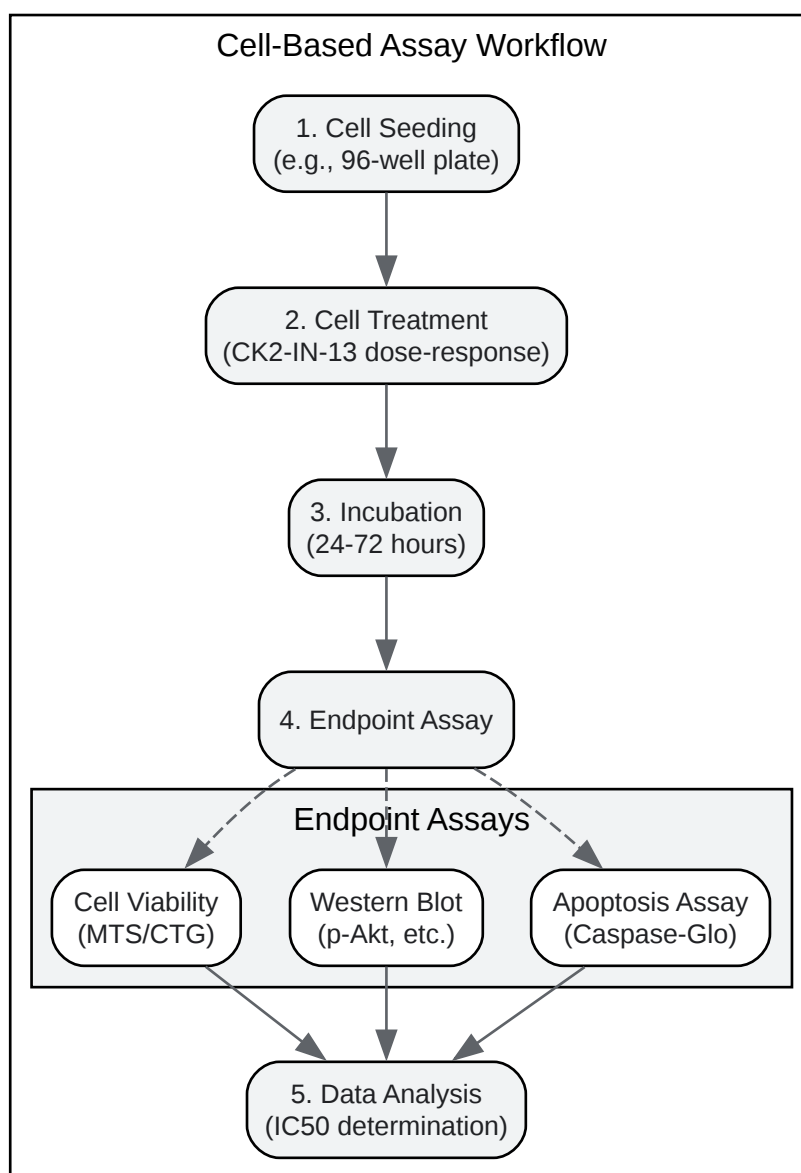 Cell-Based Assay Workflow
1. Cell Seeding
(e.g., 96-well plate)
2. Cell Treatment
(CK2-IN-13 dose-response)
3. Incubation
(24-72 hours)
4. Endpoint Assay
Endpoint Assays
Cell Viability
(MTS/CTG)
Western Blot
(p-Akt, etc.)
Apoptosis Assay
(Caspase-Glo)
5. Data Analysis
(IC50 determination)